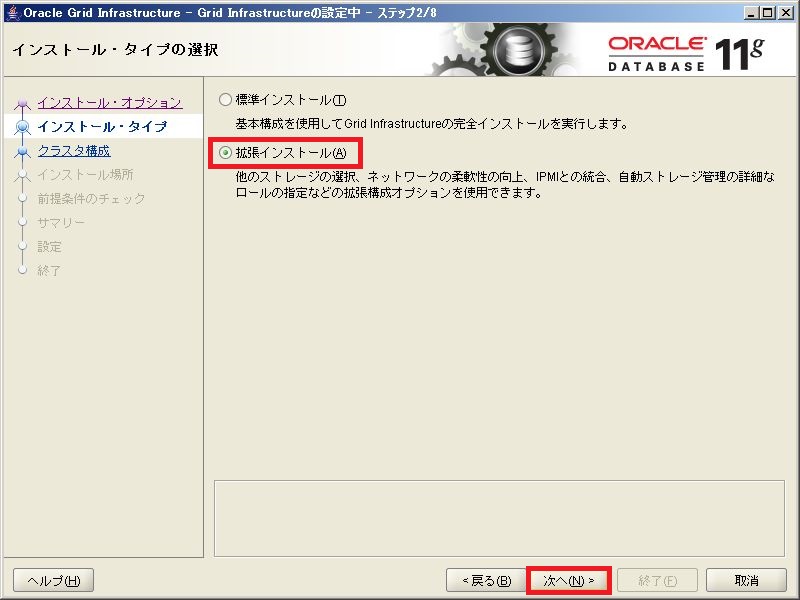 Oracle Grid Infrastructure - Grid Infrastructureの設定中 - ステップ2/8
インストール・タイプの選択
ORACLE
DATABASE 11g
インストール・オプション
インストール・タイプ
クラスタ構成
インストール場所
前提条件のチェック
サマリー
設定
終了
標準インストール(T)
基本構成を使用してGrid Infrastructureの完全インストールを実行します。
拡張インストール(A)
他のストレージの選択、ネットワークの柔軟性の向上、IPMIとの統合、自動ストレージ管理の詳細な
ロールの指定などの拡張構成オプションを使用できます。
ヘルプ(H)
< 戻る(B)
次へ(N) >
終了(F)
取消